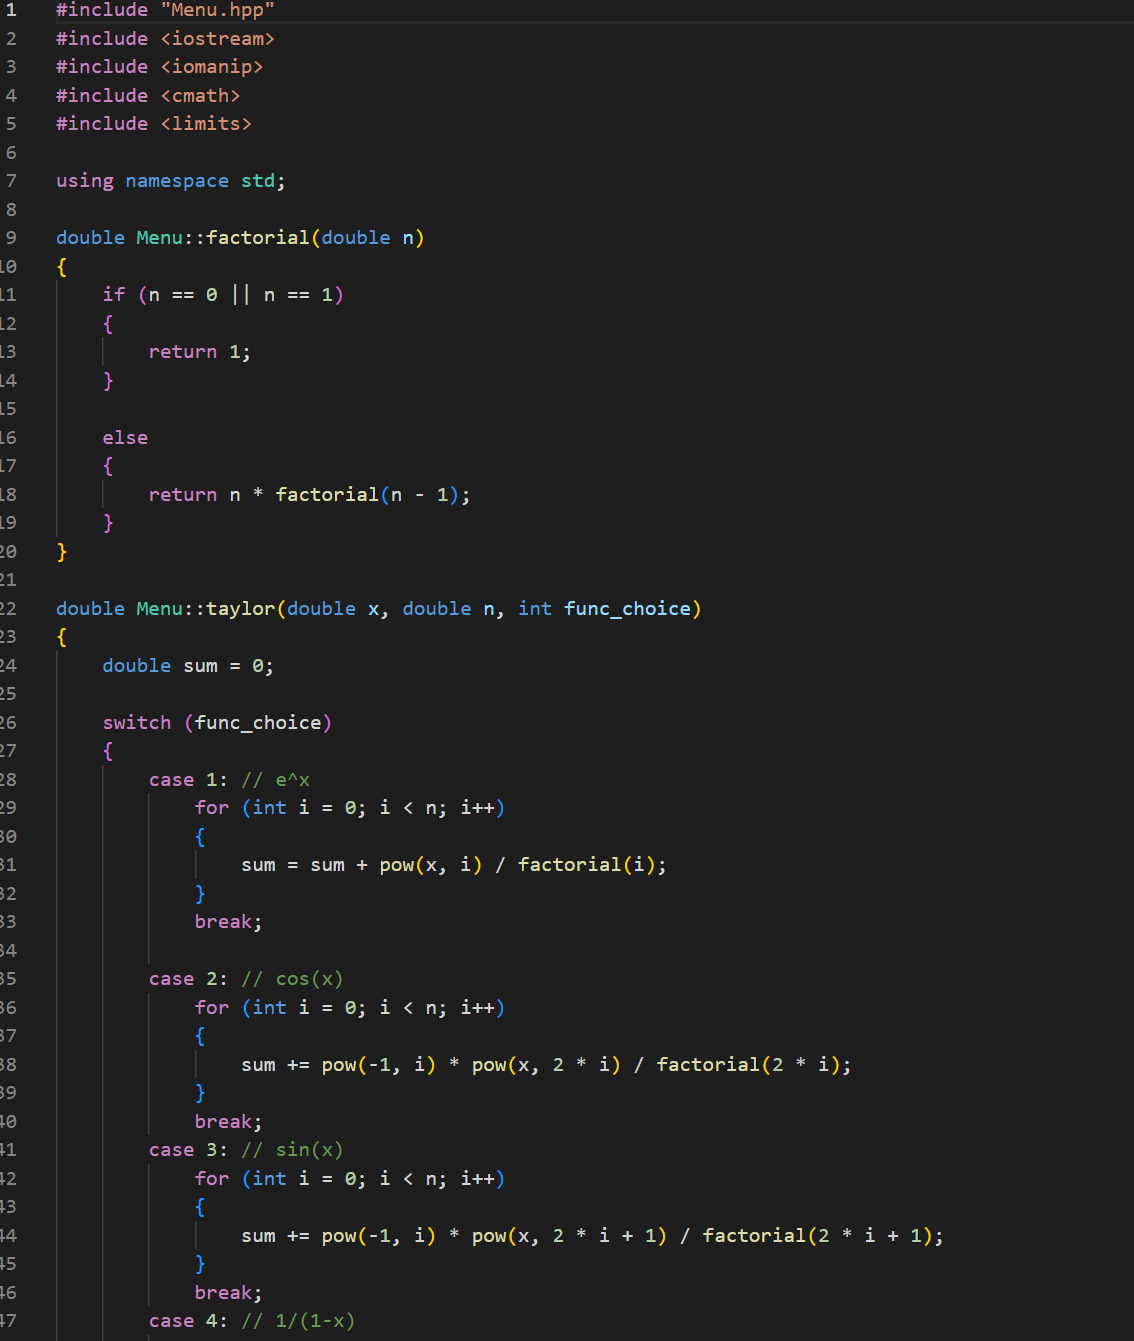 1 #include "Menu.hpp"
2 #include <iostream>
3 #include <iomanip>
4 #include <cmath>
5 #include <limits>
6
7 using namespace std;
8
9 double Menu::factorial(double n)
10 {
11     if (n == 0 || n == 1)
12     {
13         return 1;
14     }
15
16     else
17     {
18         return n * factorial(n - 1);
19     }
20 }
21
22 double Menu::taylor(double x, double n, int func_choice)
23 {
24     double sum = 0;
25
26     switch (func_choice)
27     {
28         case 1: // e^x
29             for (int i = 0; i < n; i++)
30             {
31                 sum = sum + pow(x, i) / factorial(i);
32             }
33             break;
34
35         case 2: // cos(x)
36             for (int i = 0; i < n; i++)
37             {
38                 sum += pow(-1, i) * pow(x, 2 * i) / factorial(2 * i);
39             }
40             break;
41         case 3: // sin(x)
42             for (int i = 0; i < n; i++)
43             {
44                 sum += pow(-1, i) * pow(x, 2 * i + 1) / factorial(2 * i + 1);
45             }
46             break;
47         case 4: // 1/(1-x)